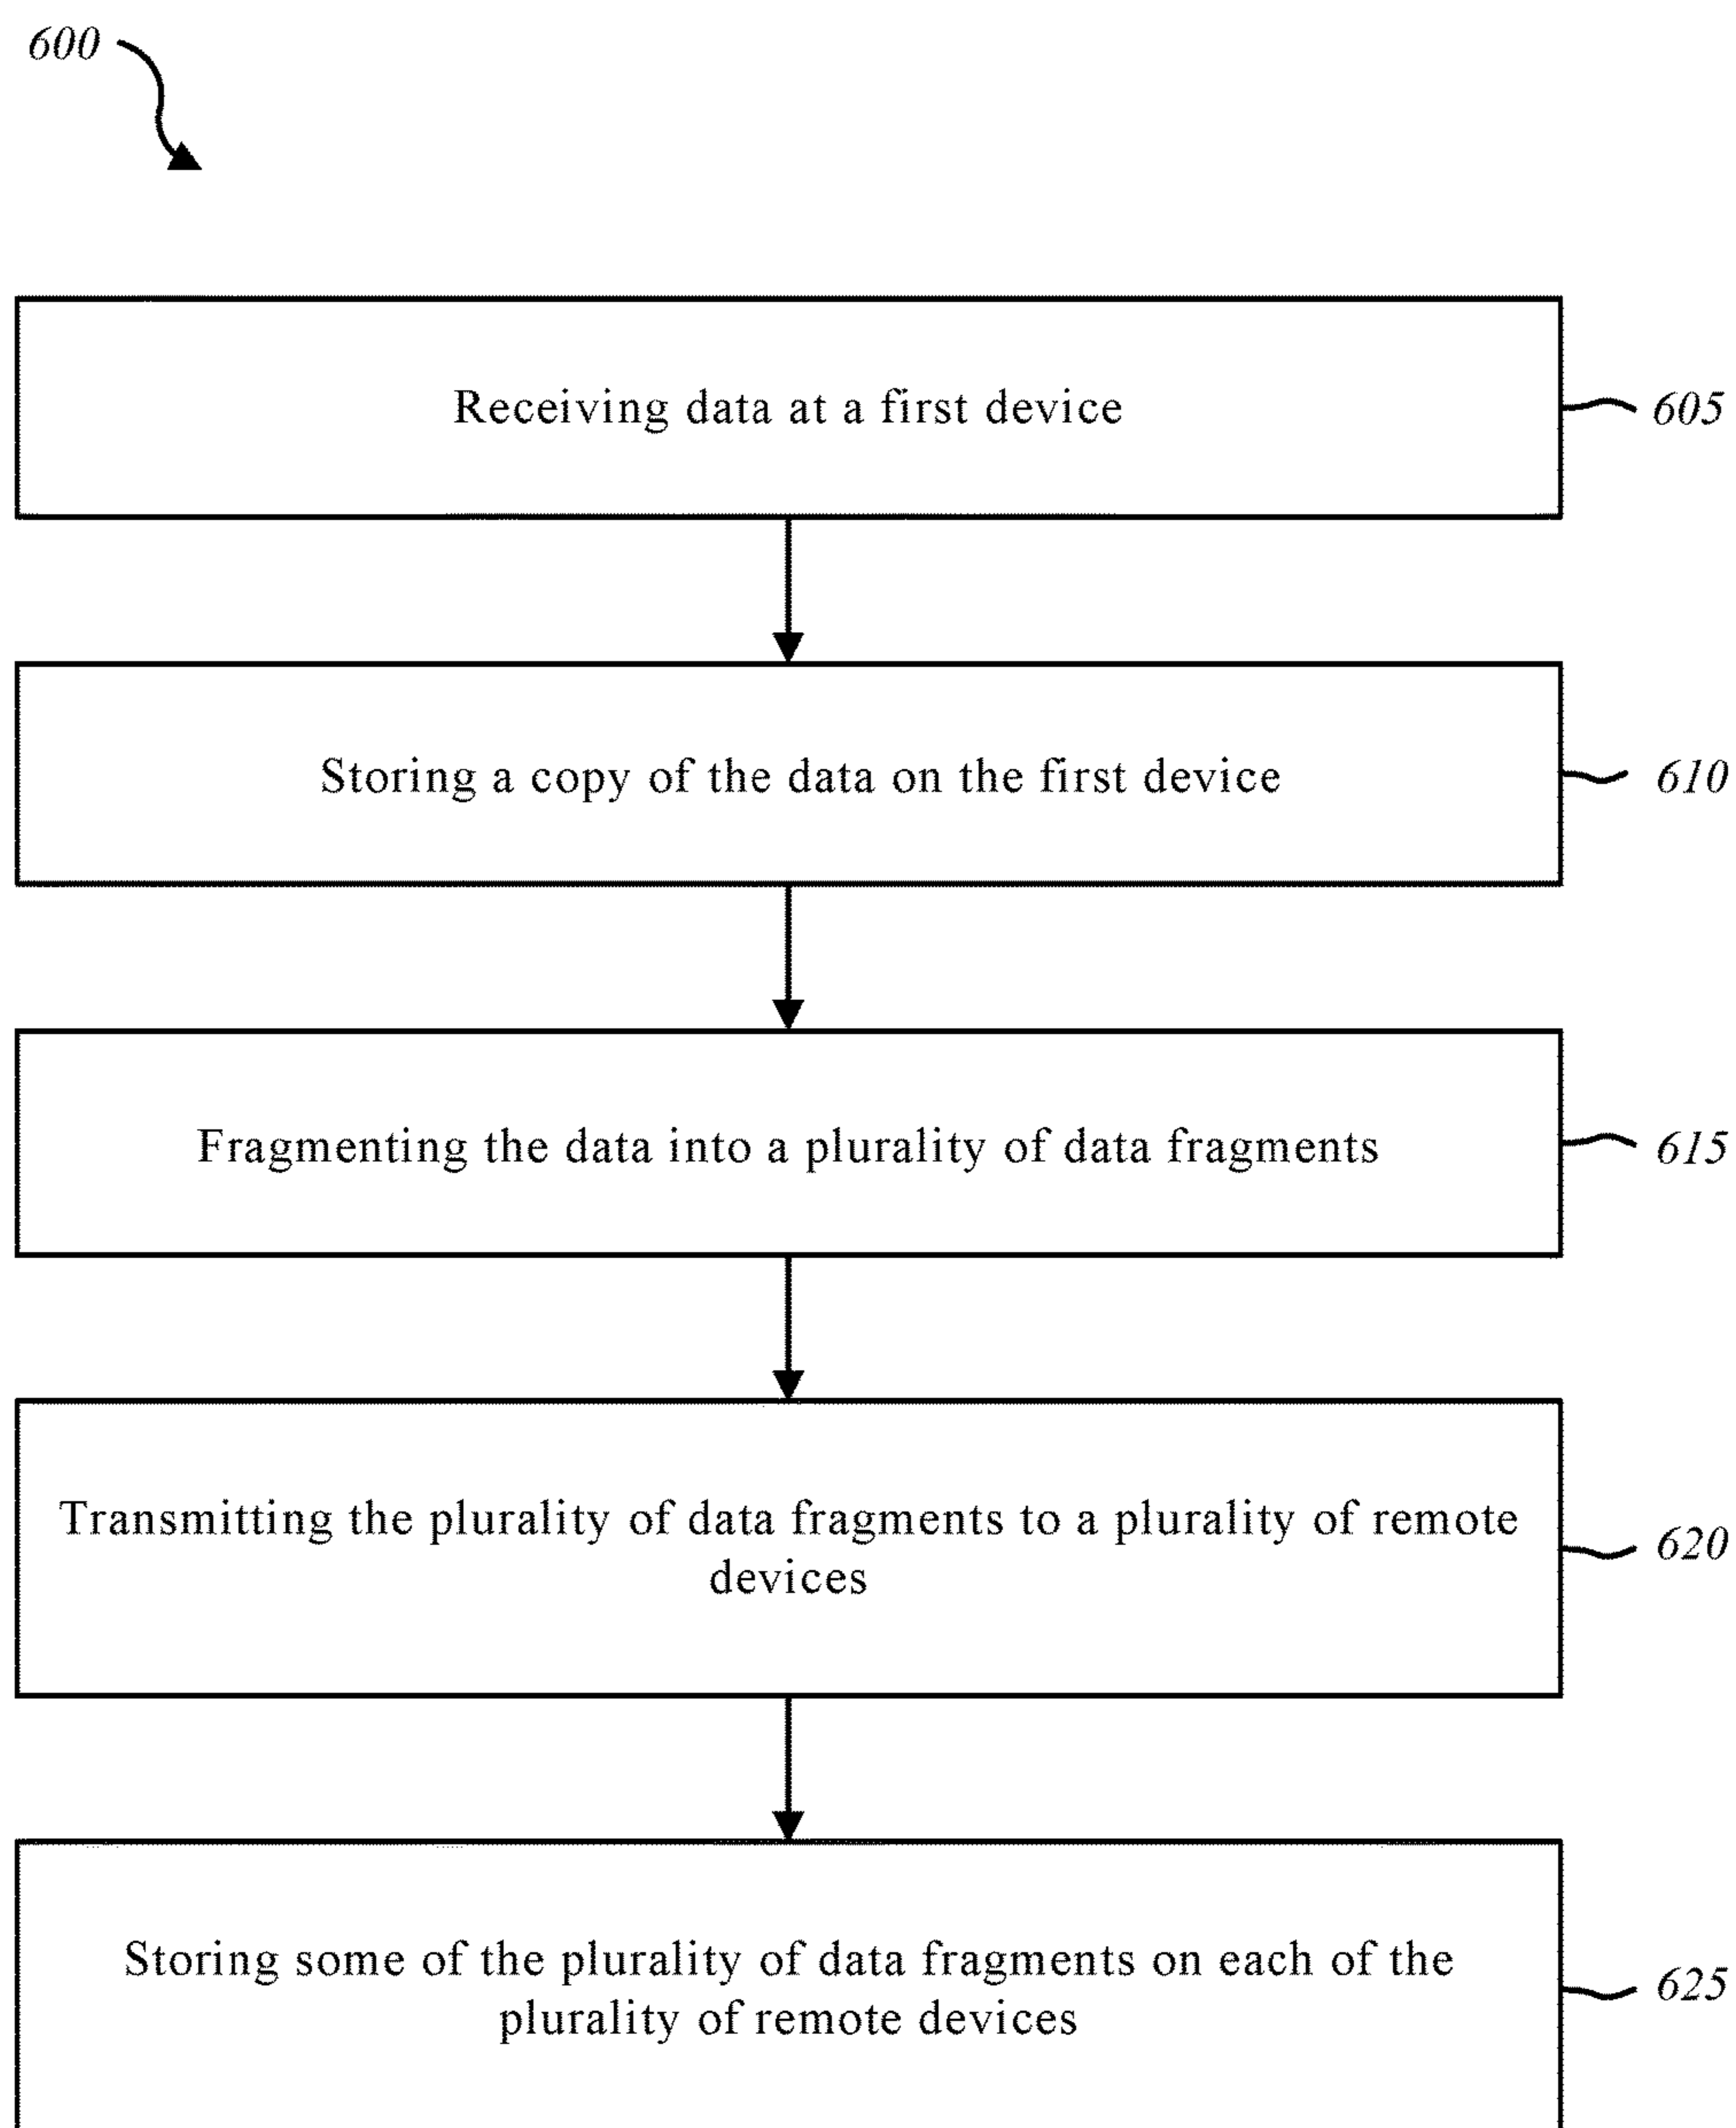 600
Receiving data at a first device
605
Storing a copy of the data on the first device
610
Fragmenting the data into a plurality of data fragments
615
Transmitting the plurality of data fragments to a plurality of remote
devices
620
Storing some of the plurality of data fragments on each of the
plurality of remote devices
625